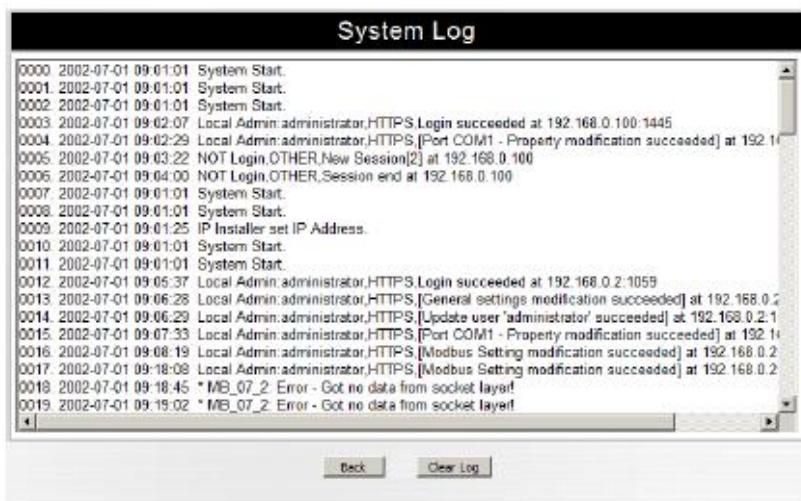 System Log
0000. 2002-07-01 09:01:01 System Start.
0001. 2002-07-01 09:01:01 System Start.
0002. 2002-07-01 09:01:01 System Start.
0003. 2002-07-01 09:02:07 Local Admin:administrator,HTTPS,Login succeeded at 192.168.0.100:1445
0004. 2002-07-01 09:02:29 Local Admin:administrator,HTTPS,[Port COM1 - Property modification succeeded] at 192.1
0005. 2002-07-01 09:03:22 NOT Login,OTHER,New Session[2] at 192.168.0.100
0006. 2002-07-01 09:04:00 NOT Login,OTHER,Session end at 192.168.0.100
0007. 2002-07-01 09:01:01 System Start.
0008. 2002-07-01 09:01:01 System Start.
0009. 2002-07-01 09:01:25 IP Installer set IP Address.
0010. 2002-07-01 09:01:01 System Start.
0011. 2002-07-01 09:01:01 System Start.
0012. 2002-07-01 09:05:37 Local Admin:administrator,HTTPS,Login succeeded at 192.168.0.2:1059
0013. 2002-07-01 09:06:28 Local Admin:administrator,HTTPS,[General settings modification succeeded] at 192.168.0.2
0014. 2002-07-01 09:06:29 Local Admin:administrator,HTTPS,[Update user 'administrator' succeeded] at 192.168.0.2:1
0015. 2002-07-01 09:07:33 Local Admin:administrator,HTTPS,[Port COM1 - Property modification succeeded] at 192.1
0016. 2002-07-01 09:08:19 Local Admin:administrator,HTTPS,[Modbus Setting modification succeeded] at 192.168.0.2
0017. 2002-07-01 09:18:08 Local Admin:administrator,HTTPS,[Modbus Setting modification succeeded] at 192.168.0.2
0018. 2002-07-01 09:18:45 * MB_07_2: Error - Got no data from socket layer!
0019. 2002-07-01 09:19:02 * MB_07_2: Error - Got no data from socket layer!
Back Clear Log